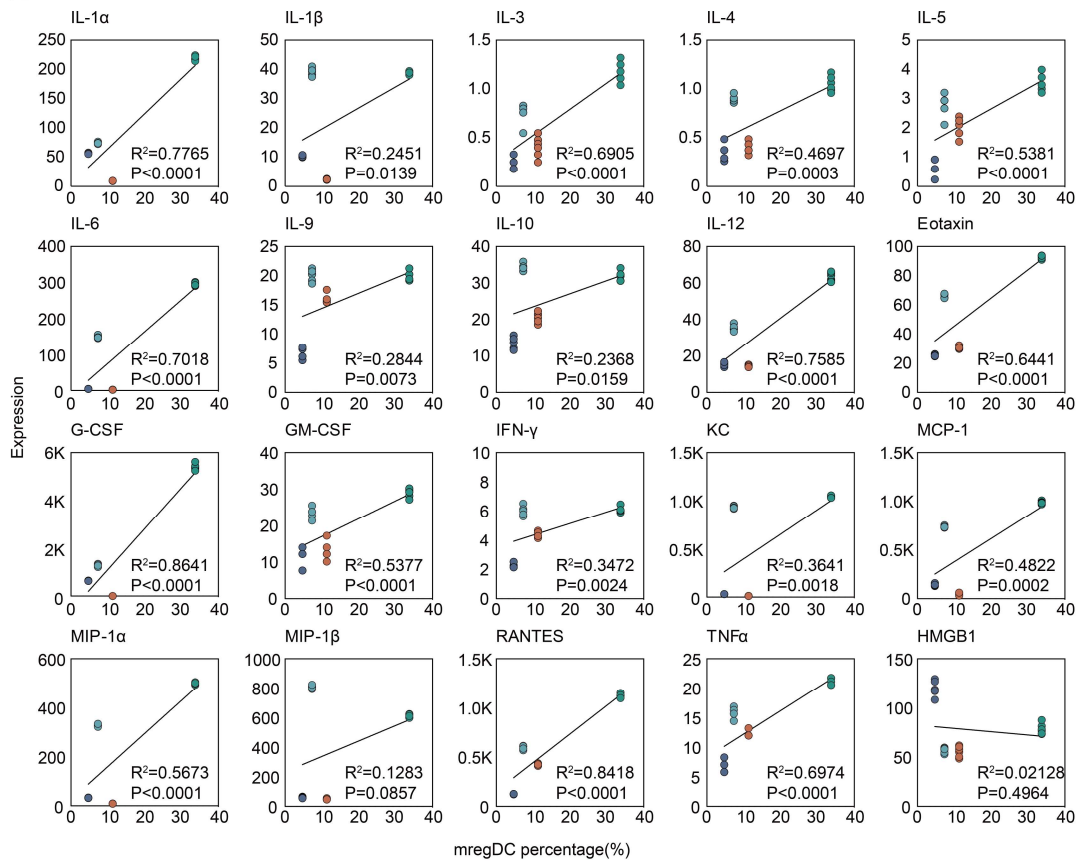 IL-1α IL-1β IL-3 IL-4 IL-5
250 50 1.5 1.5 5
200 40 4
150 30 1.0 1.0 3
100 20 0.5 0.5 2
50 10 1
0 0 0 0 0
R²=0.7765 R²=0.2451 R²=0.6905 R²=0.4697 R²=0.5381
P<0.0001 P=0.0139 P<0.0001 P=0.0003 P<0.0001
0 10 20 30 40 0 10 20 30 40 0 10 20 30 40 0 10 20 30 40 0 10 20 30 40
IL-6 IL-9 IL-10 IL-12 Eotaxin
400 25 40 80 100
300 20 30 60 80
200 15 20 40 60
100 10 10 20 40
0 5 0 0 20
0 0
R²=0.7018 R²=0.2844 R²=0.2368 R²=0.7585 R²=0.6441
P<0.0001 P=0.0073 P=0.0159 P<0.0001 P<0.0001
0 10 20 30 40 0 10 20 30 40 0 10 20 30 40 0 10 20 30 40 0 10 20 30 40
Expression
G-CSF GM-CSF IFN-γ KC MCP-1
6K 40 10 1.5K 1.5K
4K 30 8 1.0K 1.0K
2K 20 6 0.5K 0.5K
0 10 4 0 0
0 2
0
R²=0.8641 R²=0.5377 R²=0.3472 R²=0.3641 R²=0.4822
P<0.0001 P<0.0001 P=0.0024 P=0.0018 P=0.0002
0 10 20 30 40 0 10 20 30 40 0 10 20 30 40 0 10 20 30 40 0 10 20 30 40
MIP-1α MIP-1β RANTES TNFα HMGB1
600 1000 1.5K 25 150
400 800 1.0K 20 100
200 600 0.5K 15 50
0 400 0 10 0
200 5
0 0
R²=0.5673 R²=0.1283 R²=0.8418 R²=0.6974 R²=0.02128
P<0.0001 P=0.0857 P<0.0001 P<0.0001 P=0.4964
0 10 20 30 40 0 10 20 30 40 0 10 20 30 40 0 10 20 30 40 0 10 20 30 40
mregDC percentage(%)